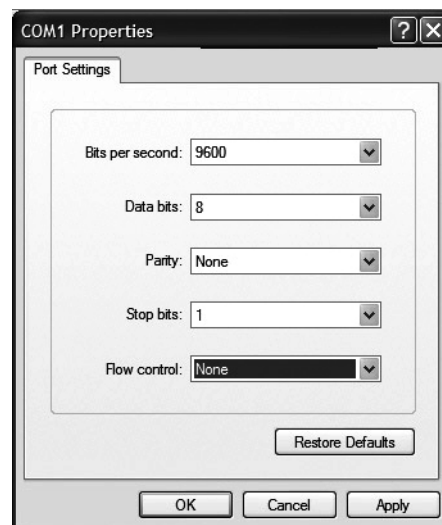 COM1 Properties
Port Settings
Bits per second: 9600
Data bits: 8
Parity: None
Stop bits: 1
Flow control: None
Restore Defaults
OK Cancel Apply